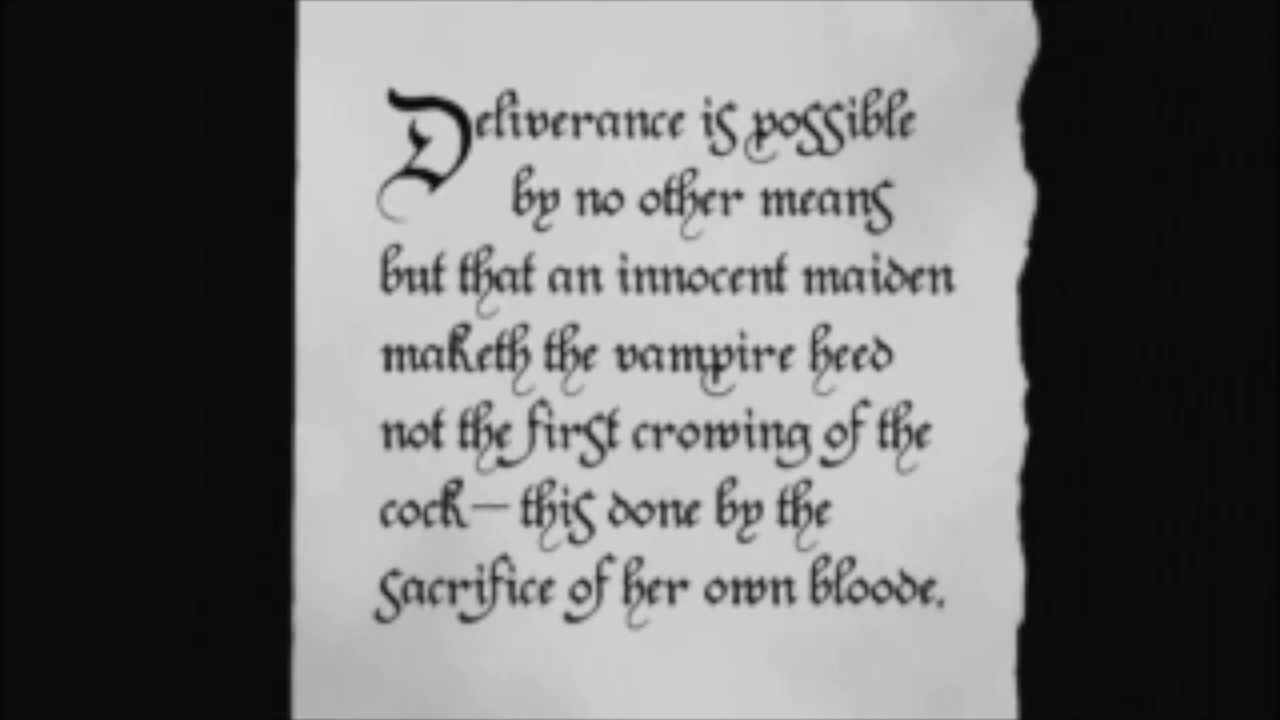 Deliverance is possible
by no other means
but that an innocent maiden
maketh the vampire heed
not the first crowing of the
cock—this done by the
sacrifice of her own bloode.